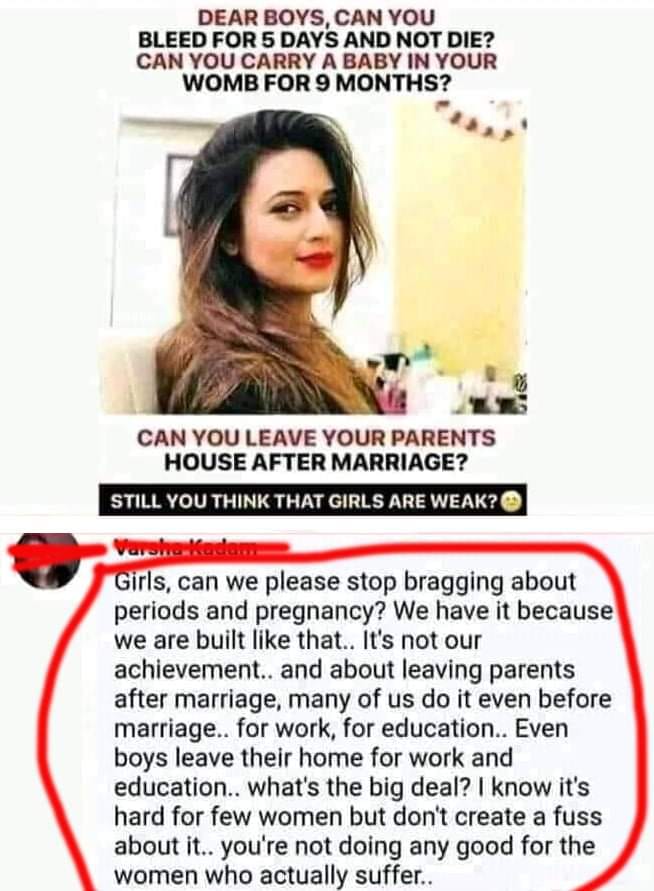 DEAR BOYS, CAN YOU
BLEED FOR 5 DAYS AND NOT DIE?
CAN YOU CARRY A BABY IN YOUR
WOMB FOR 9 MONTHS?
CAN YOU LEAVE YOUR PARENTS
HOUSE AFTER MARRIAGE?
STILL YOU THINK THAT GIRLS ARE WEAK?
Girls, can we please stop bragging about
periods and pregnancy? We have it because
we are built like that.. It's not our
achievement.. and about leaving parents
after marriage, many of us do it even before
marriage.. for work, for education.. Even
boys leave their home for work and
education.. what's the big deal? I know it's
hard for few women but don't create a fuss
about it.. you're not doing any good for the
women who actually suffer..